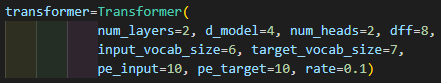 transformer=Transformer(
num_layers=2, d_model=4, num_heads=2, dff=8,
input_vocab_size=6, target_vocab_size=7,
pe_input=10, pe_target=10, rate=0.1)